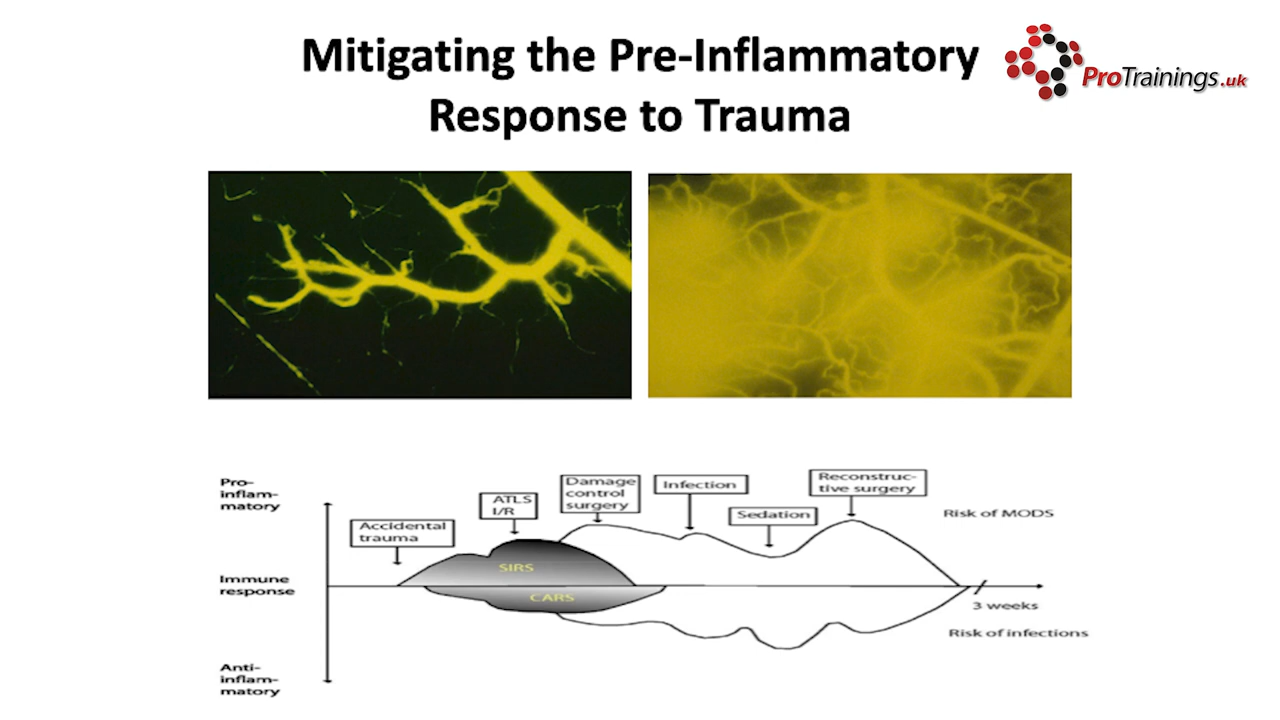 Mitigating the Pre-Inflammatory
Response to Trauma
ProTrainings.uk
Pro-
inflam-
matory
Accidental
trauma
ATLS
I/R
Damage
control
surgery
Infection
Sedation
Reconstruc-
tive surgery
Risk of MODS
SIRS
Immune
response
CARS
3 weeks
Risk of infections
Anti-
inflam-
matory